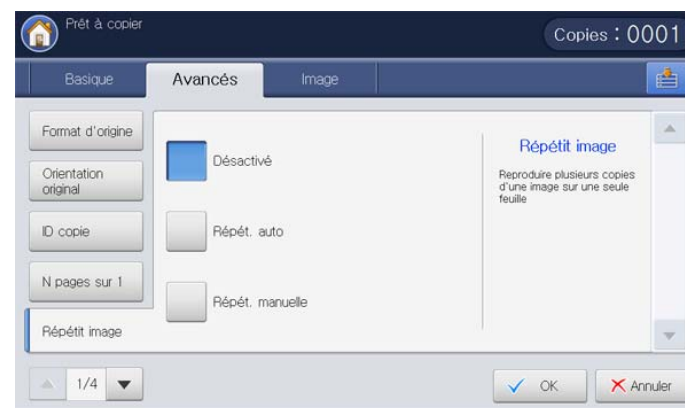 Prêt à copier
Copies : 0001
Basique
Avancés
Image
Format d'origine
Orientation
original
ID copie
N pages sur 1
Répétit image
1/4
Désactivé
Répét. auto
Répét. manuelle
Répétit image
Reproduire plusieurs copies
d'une image sur une seule
feuille
OK
Annuler